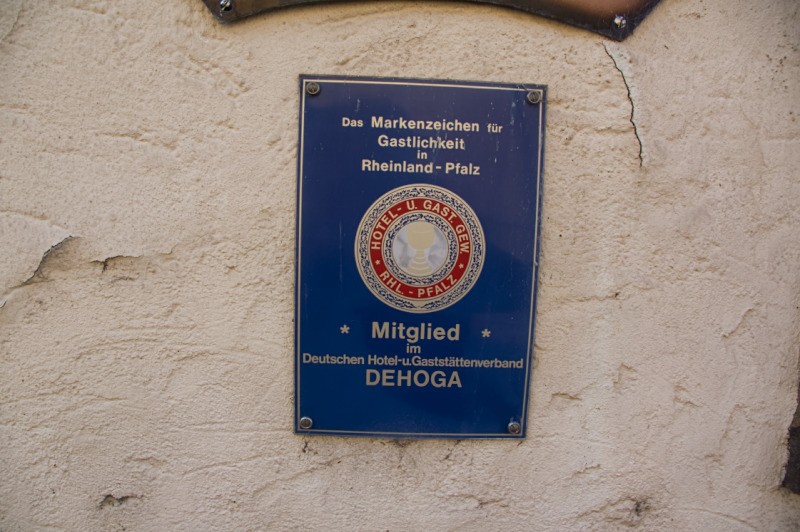 Das Markenzeichen für
Gastlichkeit
in
Rheinland-Pfalz
HOTEL- U. GAST. GEW.
* RHL. - PFALZ *
* Mitglied *
im
Deutschen Hotel-u.Gaststättenverband
DEHOGA